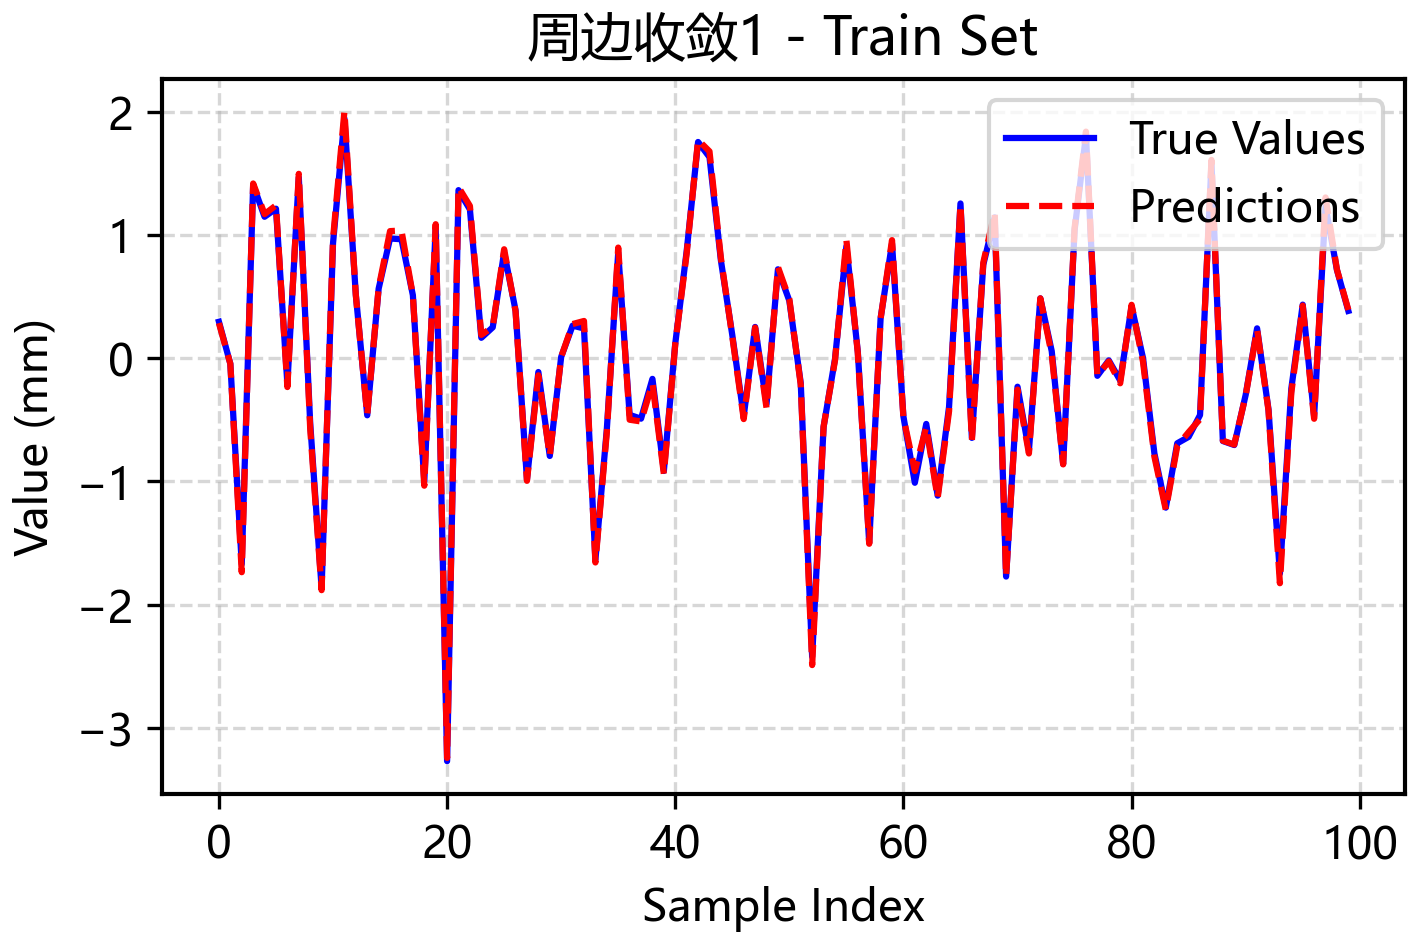 周边收敛1 - Train Set
True Values
Predictions
2
1
0
−1
−2
−3
Value (mm)
0 20 40 60 80 100
Sample Index